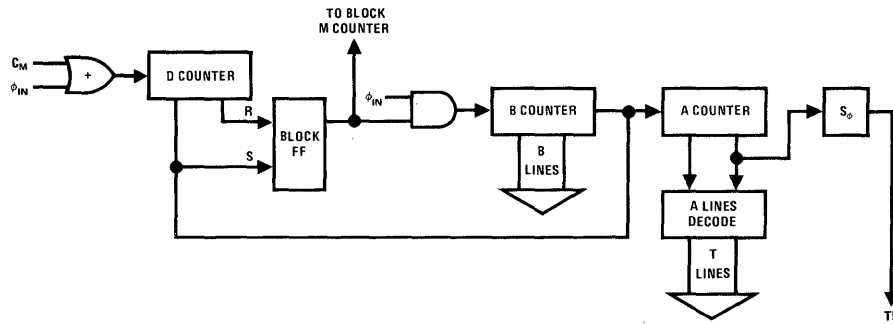 TO BLOCK
M COUNTER
C_M
ϕ_IN
+
D COUNTER
R
S
BLOCK
FF
ϕ_IN
B COUNTER
B
LINES
A COUNTER
S_ϕ
A LINES
DECODE
T
LINES